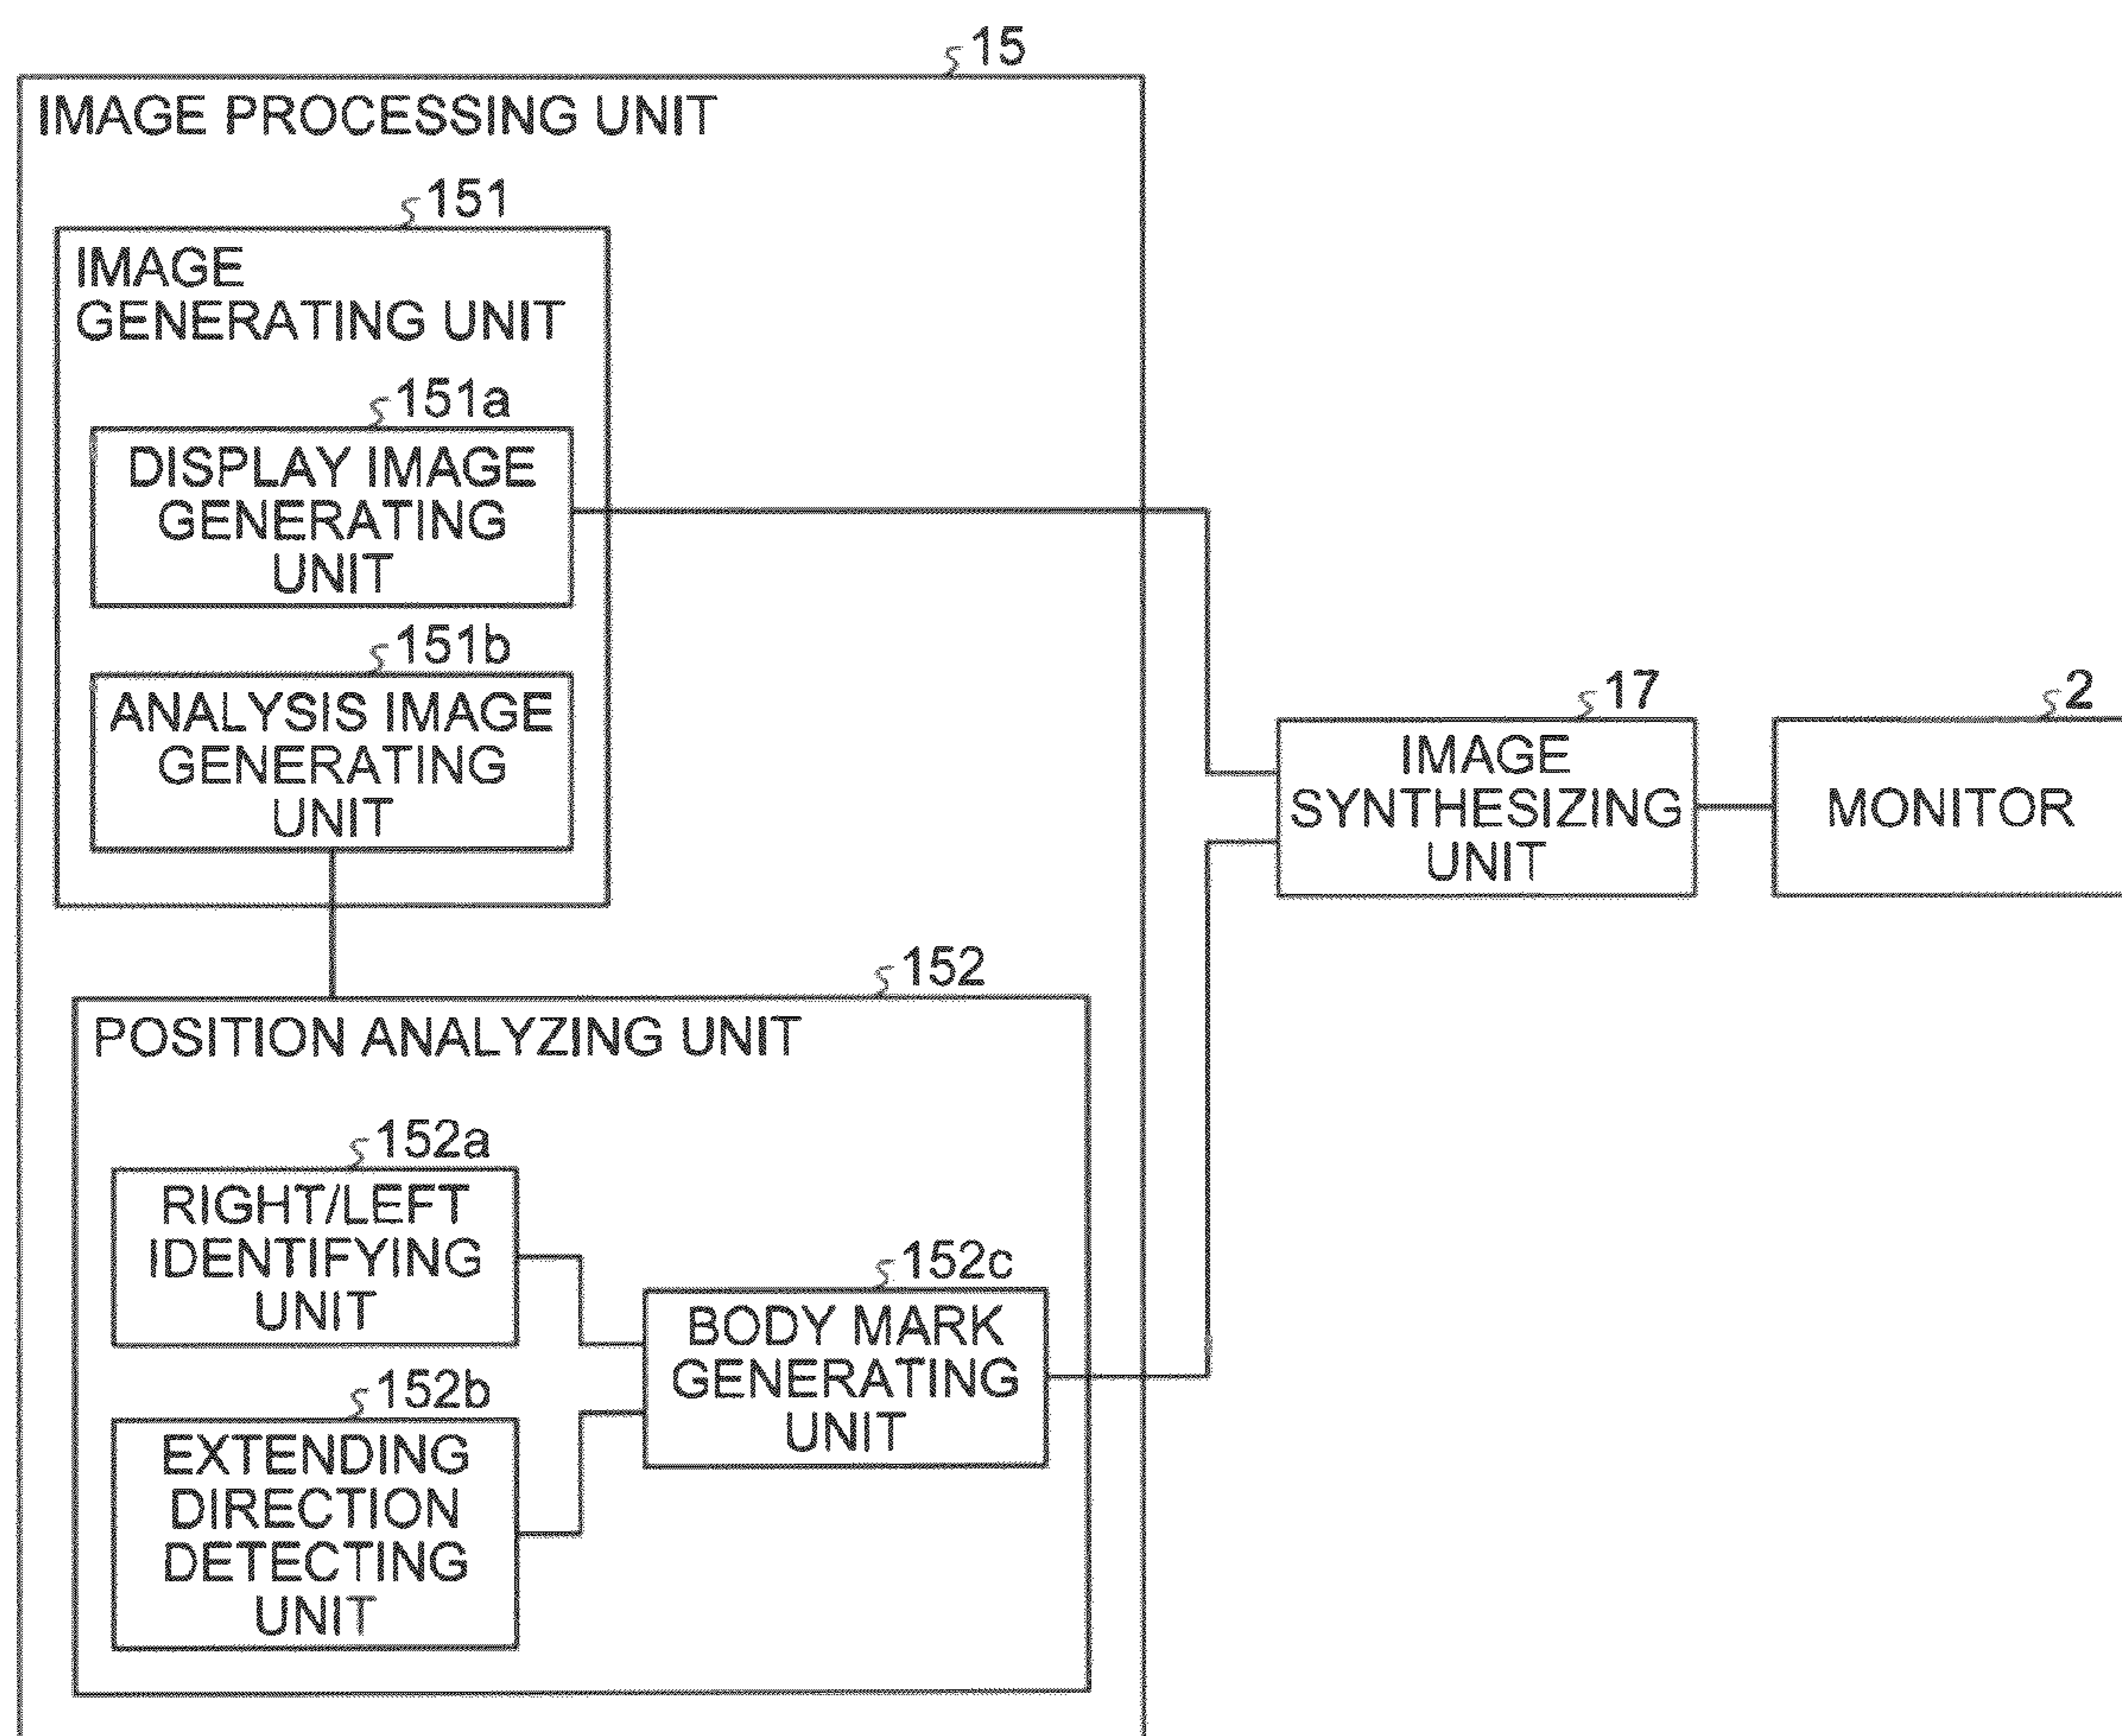 15
IMAGE PROCESSING UNIT
151
IMAGE
GENERATING UNIT
151a
DISPLAY IMAGE
GENERATING
UNIT
151b
ANALYSIS IMAGE
GENERATING
UNIT
17
IMAGE
SYNTHESIZING
UNIT
2
MONITOR
152
POSITION ANALYZING UNIT
152a
RIGHT/LEFT
IDENTIFYING
UNIT
152b
EXTENDING
DIRECTION
DETECTING
UNIT
152c
BODY MARK
GENERATING
UNIT